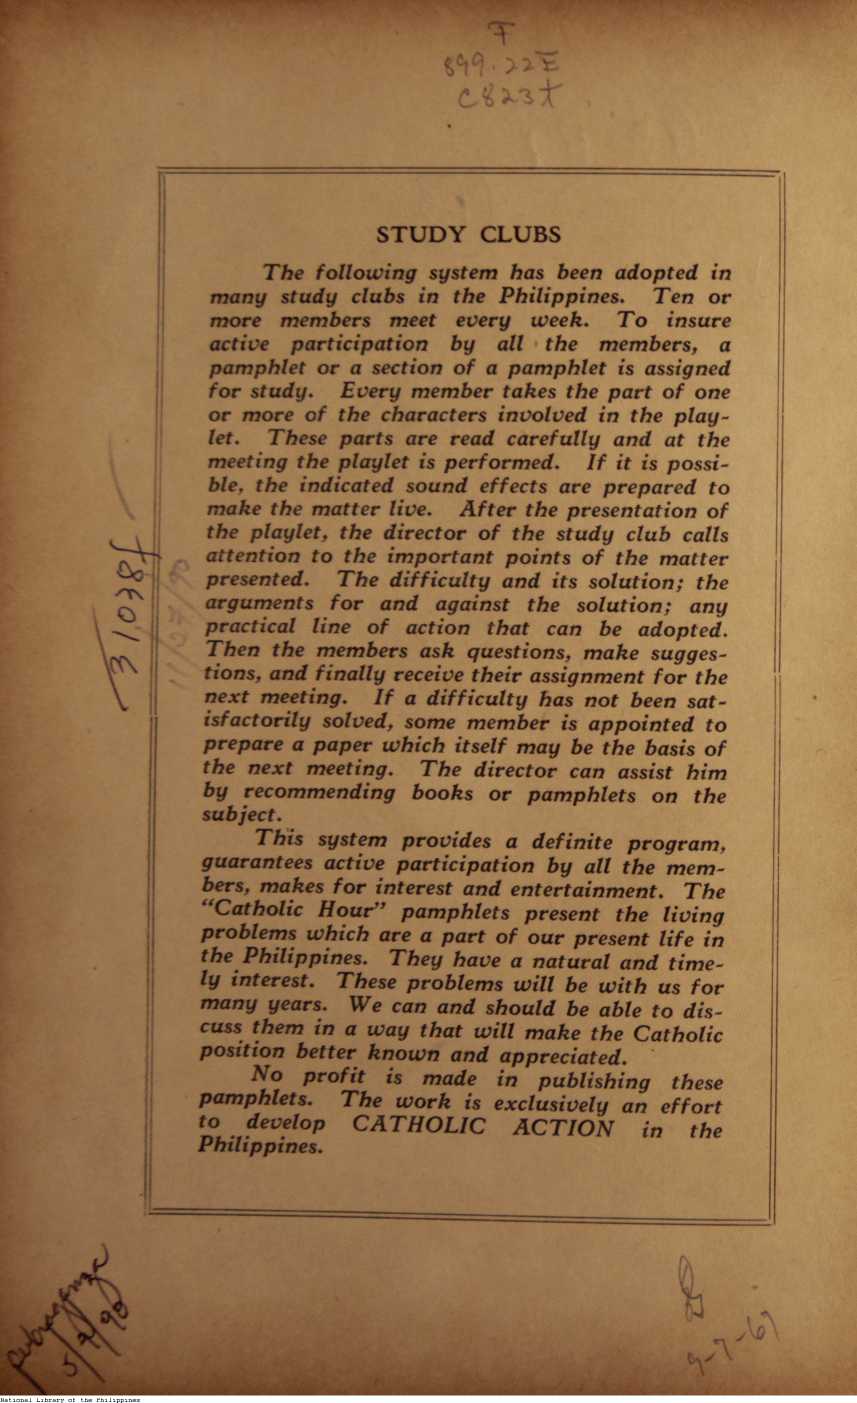 F
899.22E
C823t
STUDY CLUBS
The following system has been adopted in
many study clubs in the Philippines. Ten or
more members meet every week. To insure
active participation by all the members, a
pamphlet or a section of a pamphlet is assigned
for study. Every member takes the part of one
or more of the characters involved in the play-
let. These parts are read carefully and at the
meeting the playlet is performed. If it is possi-
ble, the indicated sound effects are prepared to
make the matter live. After the presentation of
the playlet, the director of the study club calls
attention to the important points of the matter
presented. The difficulty and its solution; the
arguments for and against the solution; any
practical line of action that can be adopted.
Then the members ask questions, make sugges-
tions, and finally receive their assignment for the
next meeting. If a difficulty has not been sat-
isfactorily solved, some member is appointed to
prepare a paper which itself may be the basis of
the next meeting. The director can assist him
by recommending books or pamphlets on the
subject.
This system provides a definite program,
guarantees active participation by all the mem-
bers, makes for interest and entertainment. The
“Catholic Hour” pamphlets present the living
problems which are a part of our present life in
the Philippines. They have a natural and time-
ly interest. These problems will be with us for
many years. We can and should be able to dis-
cuss them in a way that will make the Catholic
position better known and appreciated.
No profit is made in publishing these
pamphlets. The work is exclusively an effort
to develop CATHOLIC ACTION in the
Philippines.
9-7-67
National Library of the Philippines